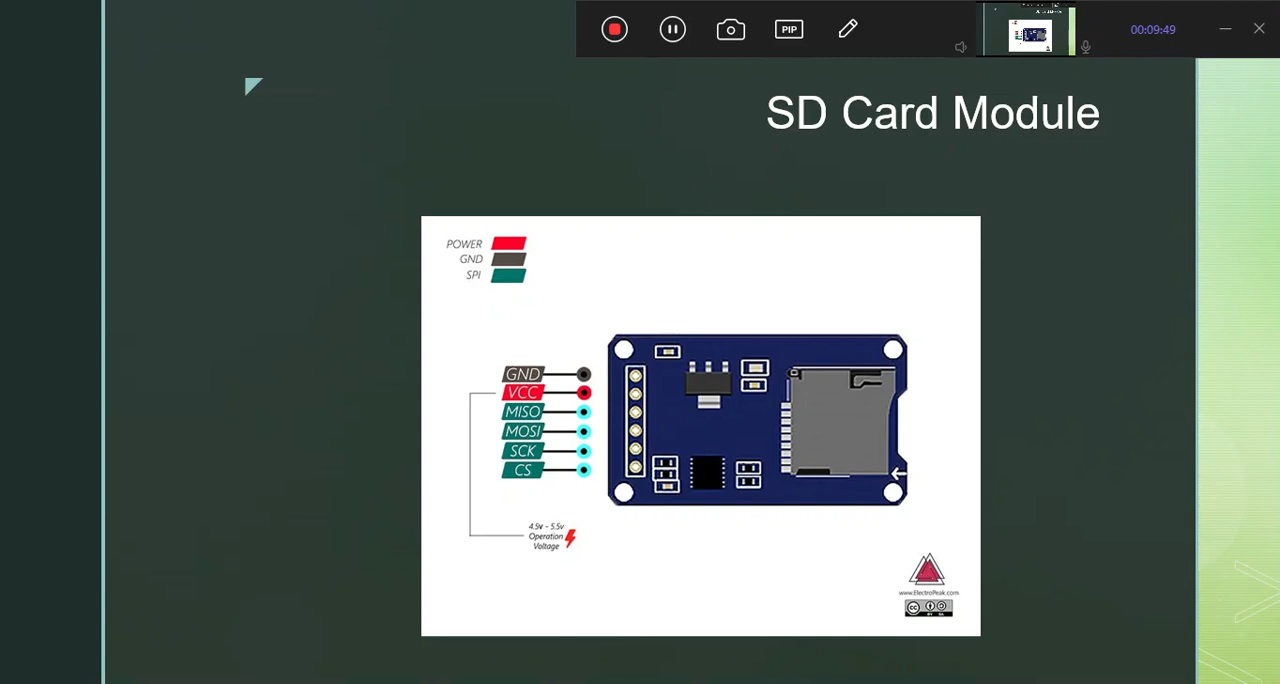 PIP
00:09:49
SD Card Module
POWER
GND
SPI
GND
VCC
MISO
MOSI
SCK
CS
4.5v - 5.5v
Operation
Voltage
www.ElectroPeak.com